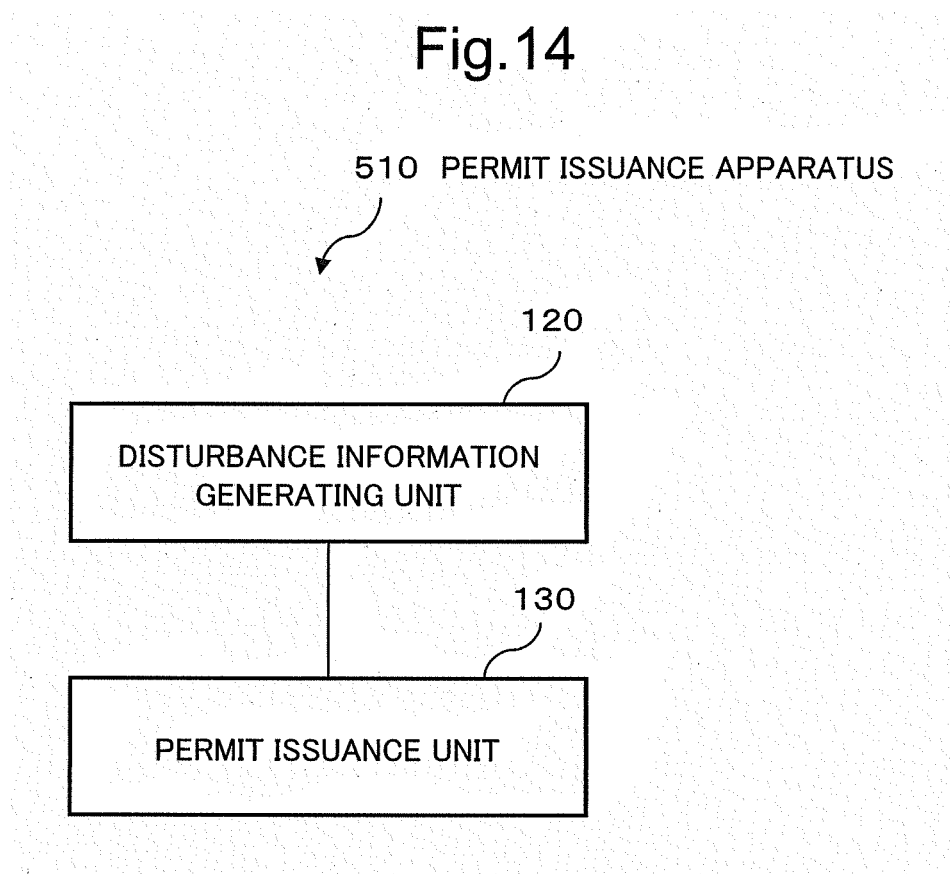 Fig.14
510 PERMIT ISSUANCE APPARATUS
120
DISTURBANCE INFORMATION
GENERATING UNIT
130
PERMIT ISSUANCE UNIT